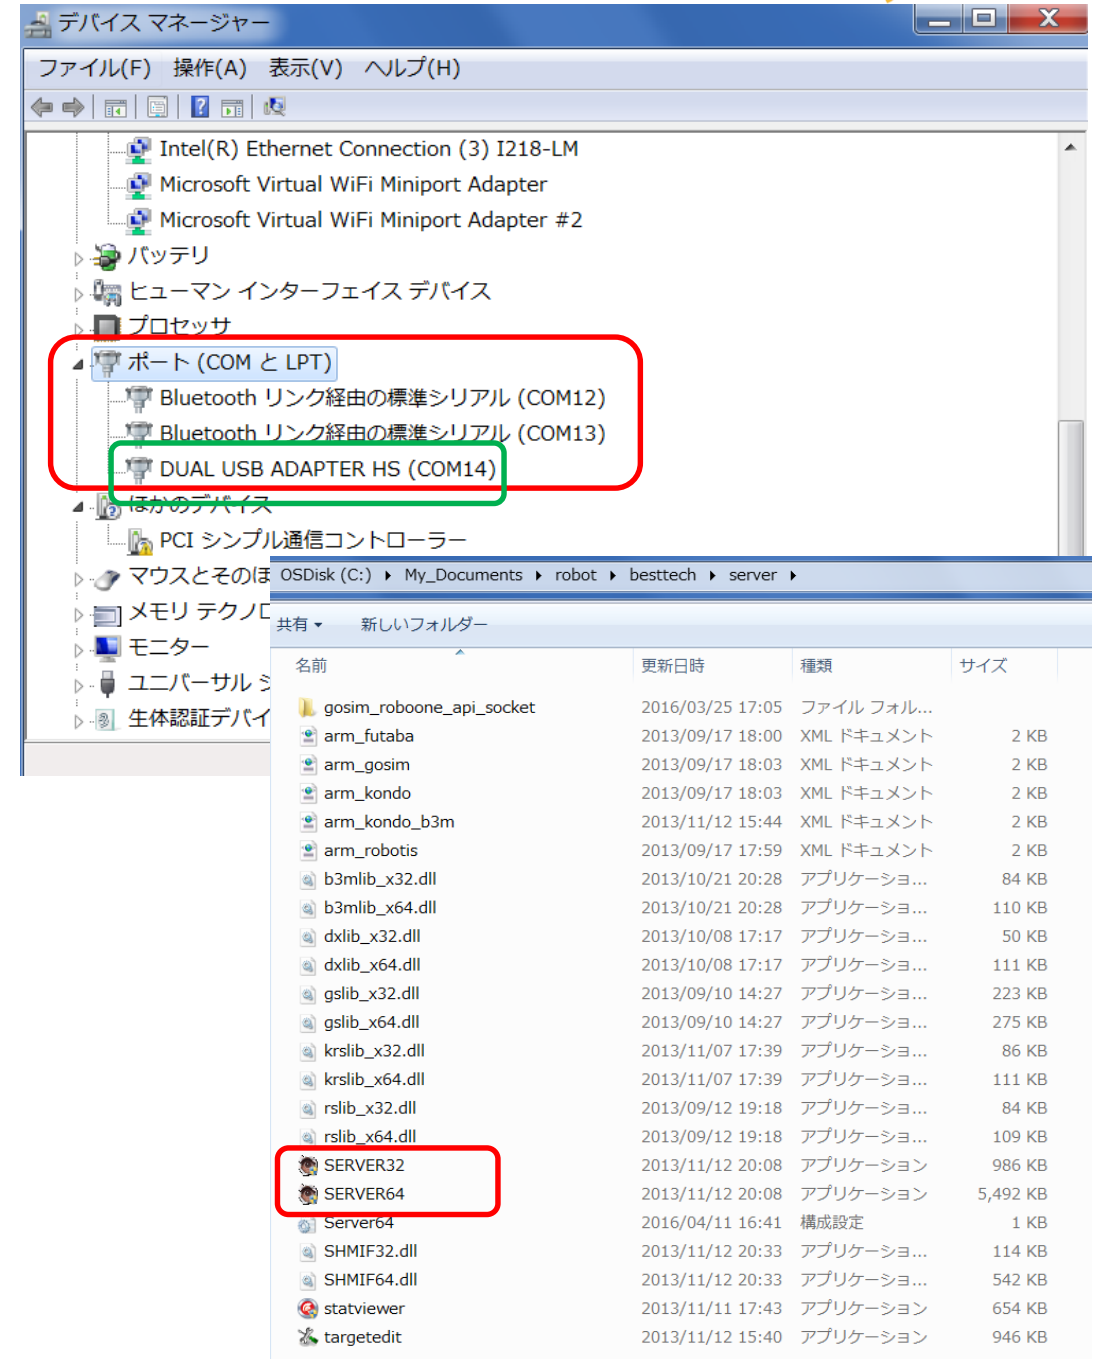 デバイス マネージャー
ファイル(F) 操作(A) 表示(V) ヘルプ(H)
Intel(R) Ethernet Connection (3) I218-LM
Microsoft Virtual WiFi Miniport Adapter
Microsoft Virtual WiFi Miniport Adapter #2
バッテリ
ヒューマン インターフェイス デバイス
プロセッサ
ポート (COM と LPT)
Bluetooth リンク経由の標準シリアル (COM12)
Bluetooth リンク経由の標準シリアル (COM13)
DUAL USB ADAPTER HS (COM14)
ほかのデバイス
PCI シンプル通信コントローラー
マウスとそのほ
メモリ テクノロ
モニター
ユニバーサル シ
生体認証デバイ
OSDisk (C:) ▸ My_Documents ▸ robot ▸ besttech ▸ server ▸
共有 新しいフォルダー
名前 更新日時 種類 サイズ
gosim_roboone_api_socket 2016/03/25 17:05 ファイル フォル...
arm_futaba 2013/09/17 18:00 XML ドキュメント 2 KB
arm_gosim 2013/09/17 18:03 XML ドキュメント 2 KB
arm_kondo 2013/09/17 18:03 XML ドキュメント 2 KB
arm_kondo_b3m 2013/11/12 15:44 XML ドキュメント 2 KB
arm_robotis 2013/09/17 17:59 XML ドキュメント 2 KB
b3mlib_x32.dll 2013/10/21 20:28 アプリケーショ... 84 KB
b3mlib_x64.dll 2013/10/21 20:28 アプリケーショ... 110 KB
dxlib_x32.dll 2013/10/08 17:17 アプリケーショ... 50 KB
dxlib_x64.dll 2013/10/08 17:17 アプリケーショ... 111 KB
gslib_x32.dll 2013/09/10 14:27 アプリケーショ... 223 KB
gslib_x64.dll 2013/09/10 14:27 アプリケーショ... 275 KB
krslib_x32.dll 2013/11/07 17:39 アプリケーショ... 86 KB
krslib_x64.dll 2013/11/07 17:39 アプリケーショ... 111 KB
rslib_x32.dll 2013/09/12 19:18 アプリケーショ... 84 KB
rslib_x64.dll 2013/09/12 19:18 アプリケーショ... 109 KB
SERVER32 2013/11/12 20:08 アプリケーション 986 KB
SERVER64 2013/11/12 20:08 アプリケーション 5,492 KB
Server64 2016/04/11 16:41 構成設定 1 KB
SHMIF32.dll 2013/11/12 20:33 アプリケーショ... 114 KB
SHMIF64.dll 2013/11/12 20:33 アプリケーショ... 542 KB
statviewer 2013/11/11 17:43 アプリケーション 654 KB
targetedit 2013/11/12 15:40 アプリケーション 946 KB